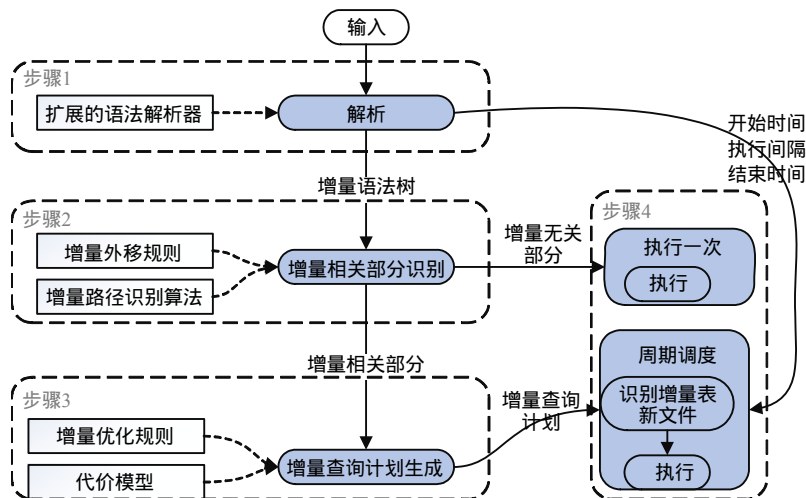 输入
步骤1
扩展的语法解析器
解析
开始时间
执行间隔
结束时间
增量语法树
步骤2
增量外移规则
增量路径识别算法
增量相关部分识别
增量无关
部分
步骤4
执行一次
执行
增量相关部分
周期调度
识别增量表
新文件
执行
步骤3
增量优化规则
代价模型
增量查询计划生成
增量查询
计划